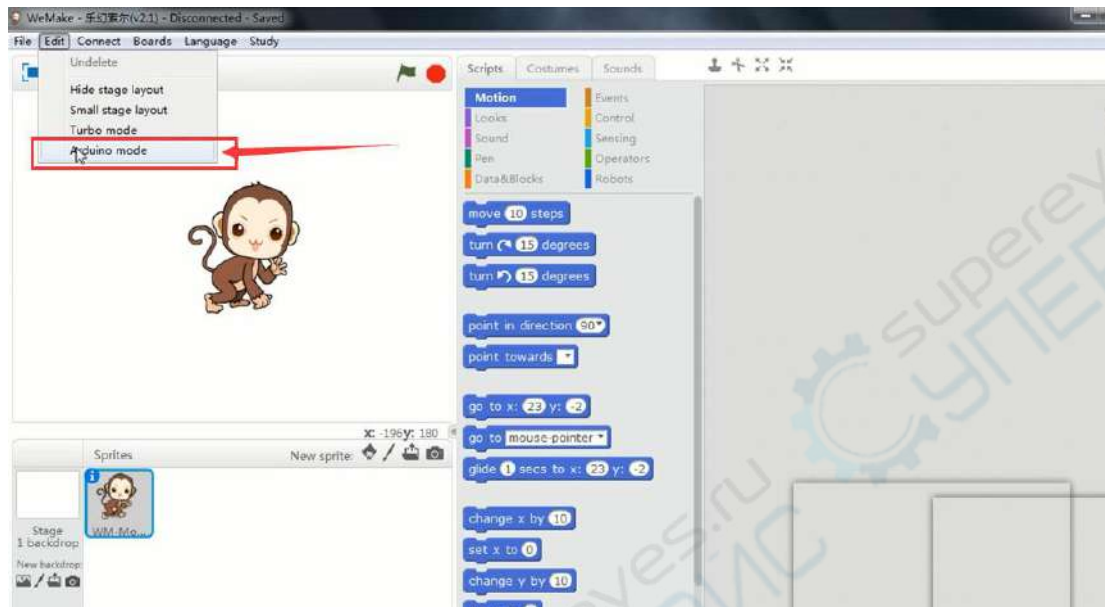 WeMake - 乐幻索尔(v2.1) - Disconnected - Saved
File Edit Connect Boards Language Study
Undelete
Hide stage layout
Small stage layout
Turbo mode
Arduino mode
Scripts Costumes Sounds
Motion Events
Looks Control
Sound Sensing
Pen Operators
Data&Blocks Robots
move 10 steps
turn 15 degrees
turn 15 degrees
point in direction 90
point towards
go to x: 23 y: -2
go to mouse-pointer
glide 1 secs to x: 23 y: -2
change x by 10
set x to 0
change y by 10
X: -196 y: 180
Sprites New sprite:
Stage
1 backdrop
New backdrop:
WM-Mo...
superey
СУПЕР
yes.ru